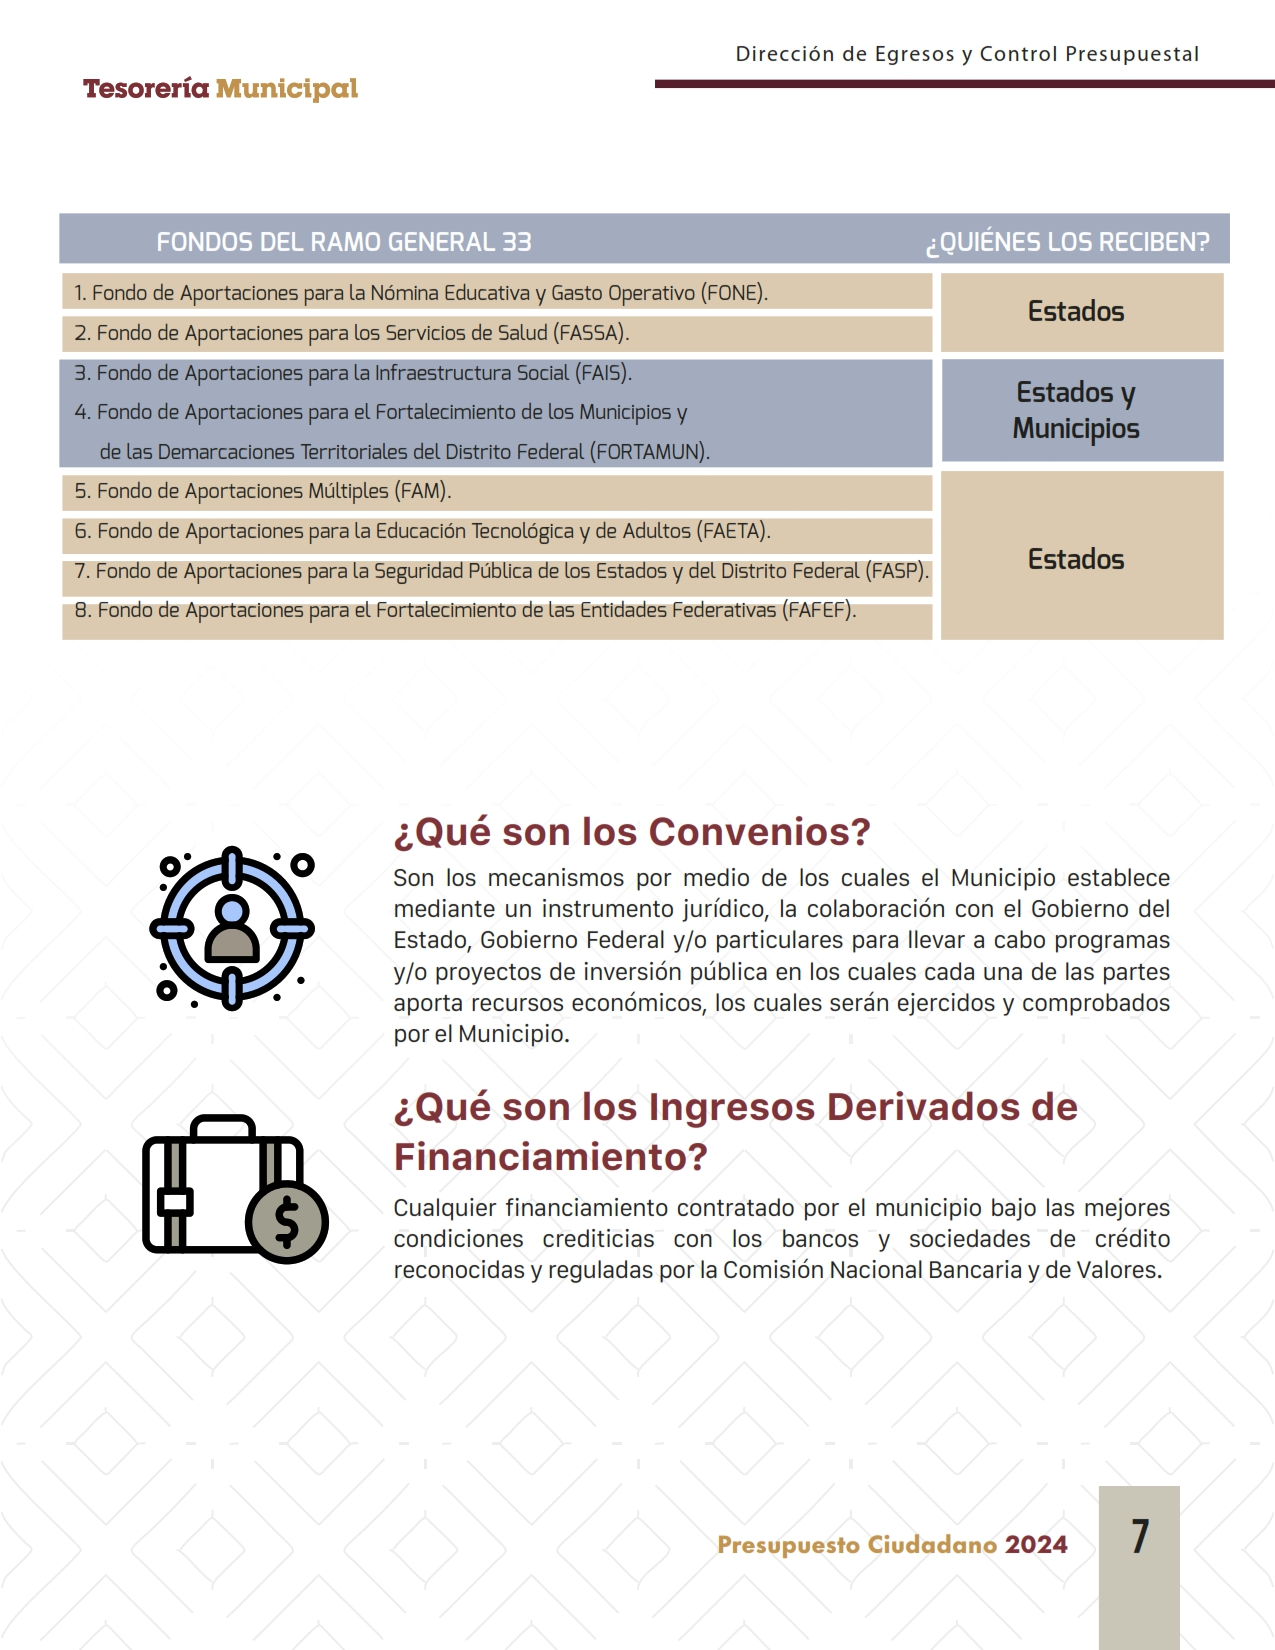 Dirección de Egresos y Control Presupuestal
Tesorería Municipal
FONDOS DEL RAMO GENERAL 33
¿QUIÉNES LOS RECIBEN?
1. Fondo de Aportaciones para la Nómina Educativa y Gasto Operativo (FONE).
2. Fondo de Aportaciones para los Servicios de Salud (FASSA).
Estados
3. Fondo de Aportaciones para la Infraestructura Social (FAIS).
4. Fondo de Aportaciones para el Fortalecimiento de los Municipios y
de las Demarcaciones Territoriales del Distrito Federal (FORTAMUN).
Estados y
Municipios
5. Fondo de Aportaciones Múltiples (FAM).
6. Fondo de Aportaciones para la Educación Tecnológica y de Adultos (FAETA).
7. Fondo de Aportaciones para la Seguridad Pública de los Estados y del Distrito Federal (FASP).
8. Fondo de Aportaciones para el Fortalecimiento de las Entidades Federativas (FAFEF).
Estados
¿Qué son los Convenios?
Son los mecanismos por medio de los cuales el Municipio establece
mediante un instrumento jurídico, la colaboración con el Gobierno del
Estado, Gobierno Federal y/o particulares para llevar a cabo programas
y/o proyectos de inversión pública en los cuales cada una de las partes
aporta recursos económicos, los cuales serán ejercidos y comprobados
por el Municipio.
¿Qué son los Ingresos Derivados de
Financiamiento?
Cualquier financiamiento contratado por el municipio bajo las mejores
condiciones crediticias con los bancos y sociedades de crédito
reconocidas y reguladas por la Comisión Nacional Bancaria y de Valores.
$
Presupuesto Ciudadano 2024
7